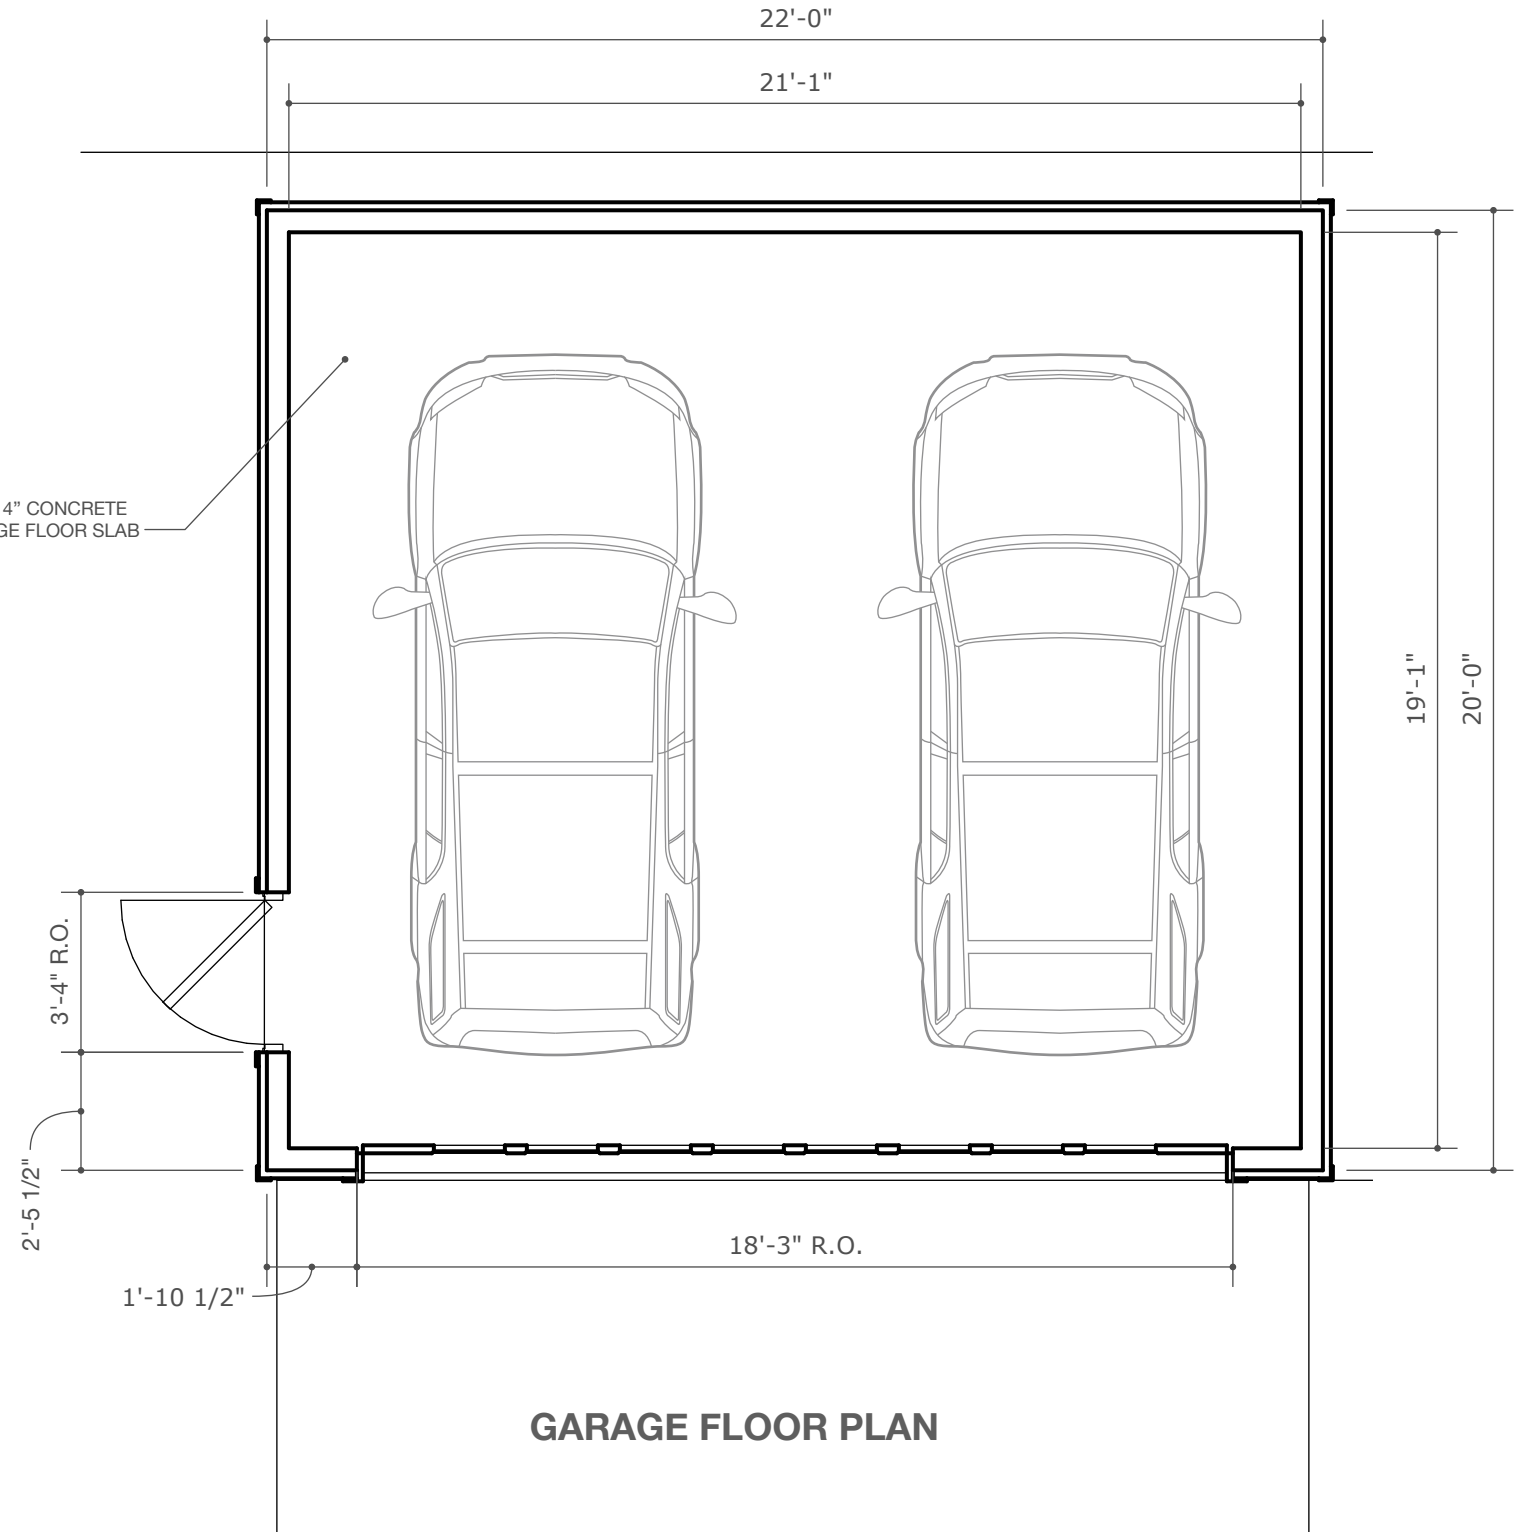 22'-0"
21'-1"
4” CONCRETE
FLOOR SLAB
19'-1"
20'-0"
3'-4" R.O.
2'-5 1/2"
18'-3" R.O.
1'-10 1/2"
GARAGE FLOOR PLAN